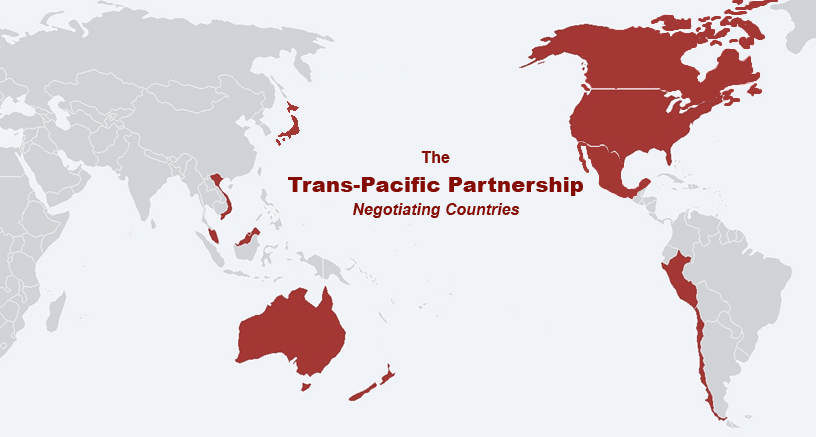 The
Trans-Pacific Partnership
Negotiating Countries